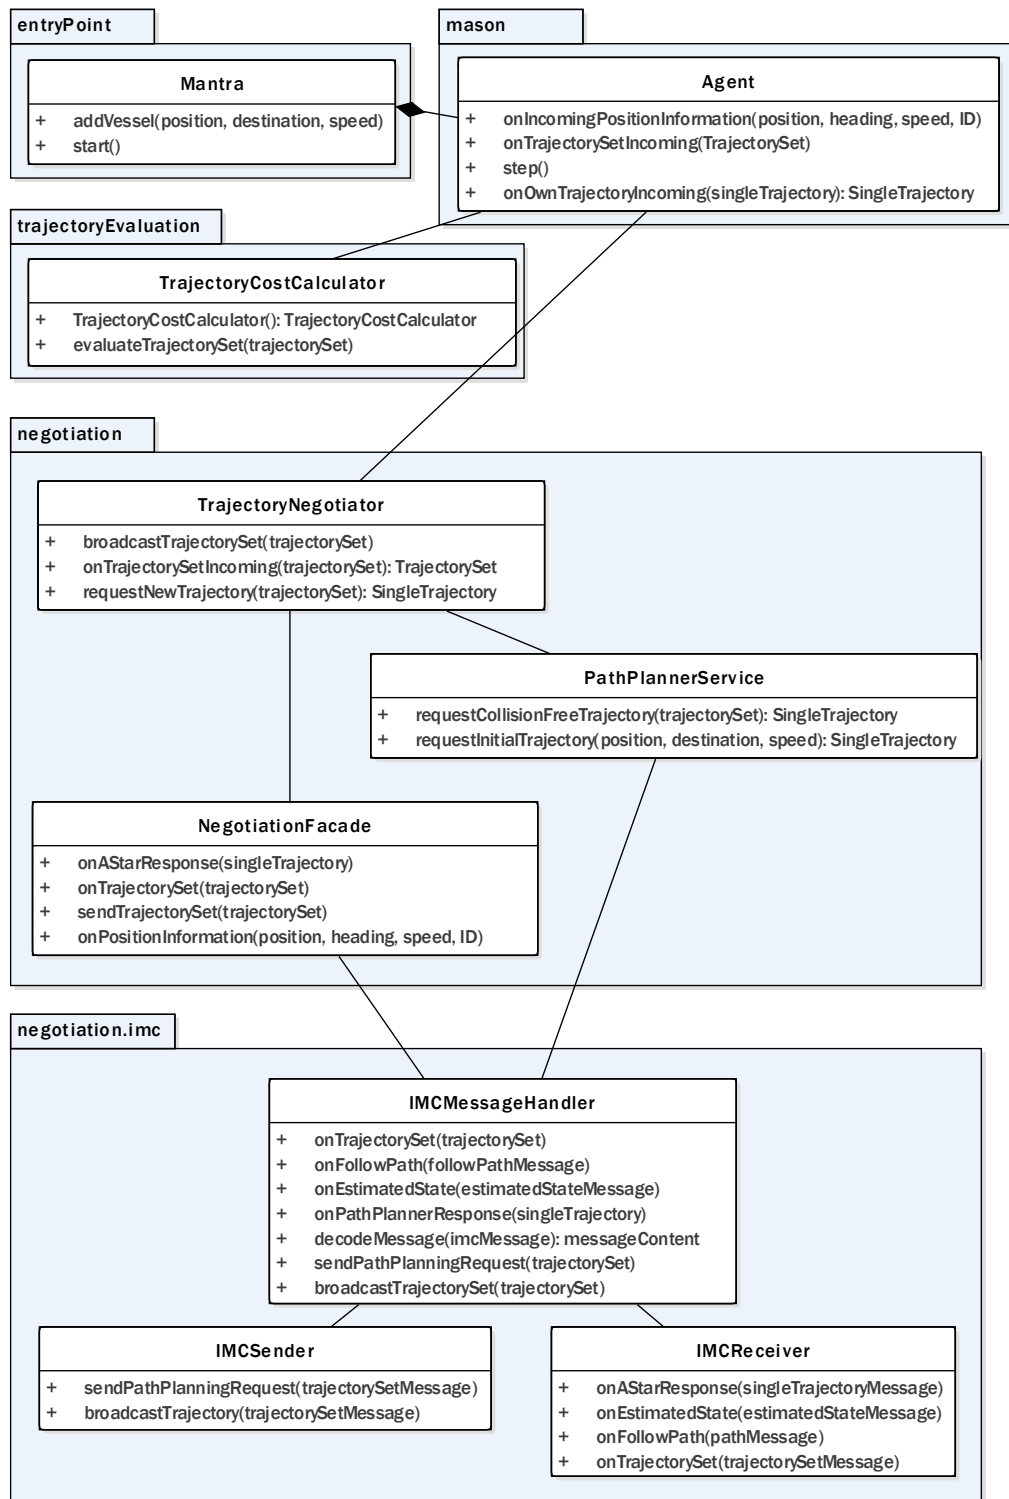 entryPoint
Mantra
+ addVessel(position, destination, speed)
+ start()
mason
Agent
+ onIncomingPositionInformation(position, heading, speed, ID)
+ onTrajectorySetIncoming(TrajectorySet)
+ step()
+ onOwnTrajectoryIncoming(singleTrajectory): SingleTrajectory
trajectoryEvaluation
TrajectoryCostCalculator
+ TrajectoryCostCalculator(): TrajectoryCostCalculator
+ evaluateTrajectorySet(trajectorySet)
negotiation
TrajectoryNegotiator
+ broadcastTrajectorySet(trajectorySet)
+ onTrajectorySetIncoming(trajectorySet): TrajectorySet
+ requestNewTrajectory(trajectorySet): SingleTrajectory
PathPlannerService
+ requestCollisionFreeTrajectory(trajectorySet): SingleTrajectory
+ requestInitialTrajectory(position, destination, speed): SingleTrajectory
NegotiationFacade
+ onAStarResponse(singleTrajectory)
+ onTrajectorySet(trajectorySet)
+ sendTrajectorySet(trajectorySet)
+ onPositionInformation(position, heading, speed, ID)
negotiation.imc
IMCMessageHandler
+ onTrajectorySet(trajectorySet)
+ onFollowPath(followPathMessage)
+ onEstimatedState(estimatedStateMessage)
+ onPathPlannerResponse(singleTrajectory)
+ decodeMessage(imcMessage): messageContent
+ sendPathPlanningRequest(trajectorySet)
+ broadcastTrajectorySet(trajectorySet)
IMCSender
+ sendPathPlanningRequest(trajectorySetMessage)
+ broadcastTrajectory(trajectorySetMessage)
IMCReceiver
+ onAStarResponse(singleTrajectoryMessage)
+ onEstimatedState(estimatedStateMessage)
+ onFollowPath(pathMessage)
+ onTrajectorySet(trajectorySetMessage)